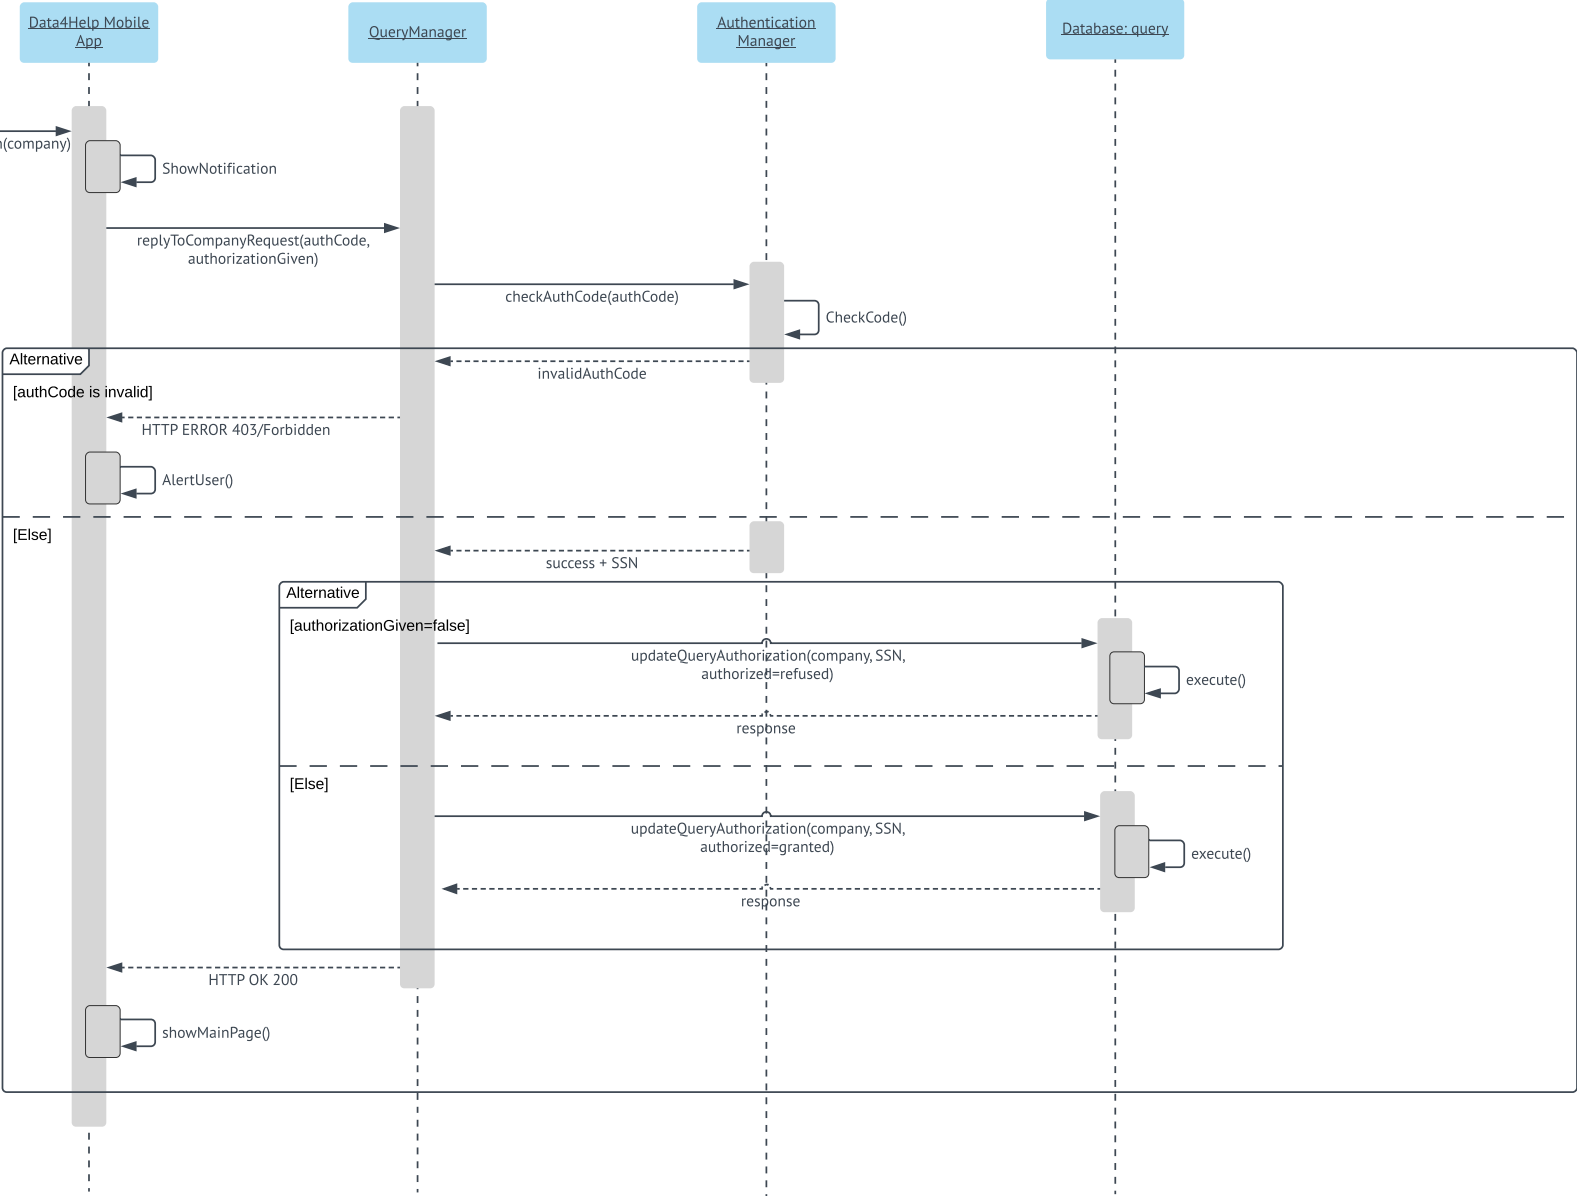 Data4Help Mobile
App
QueryManager
Authentication
Manager
Database: query
(company)
ShowNotification
replyToCompanyRequest(authCode,
authorizationGiven)
checkAuthCode(authCode)
CheckCode()
Alternative
invalidAuthCode
[authCode is invalid]
HTTP ERROR 403/Forbidden
AlertUser()
[Else]
success + SSN
Alternative
[authorizationGiven=false]
updateQueryAuthorization(company, SSN,
authorized=refused)
execute()
response
[Else]
updateQueryAuthorization(company, SSN,
authorized=granted)
execute()
response
HTTP OK 200
showMainPage()